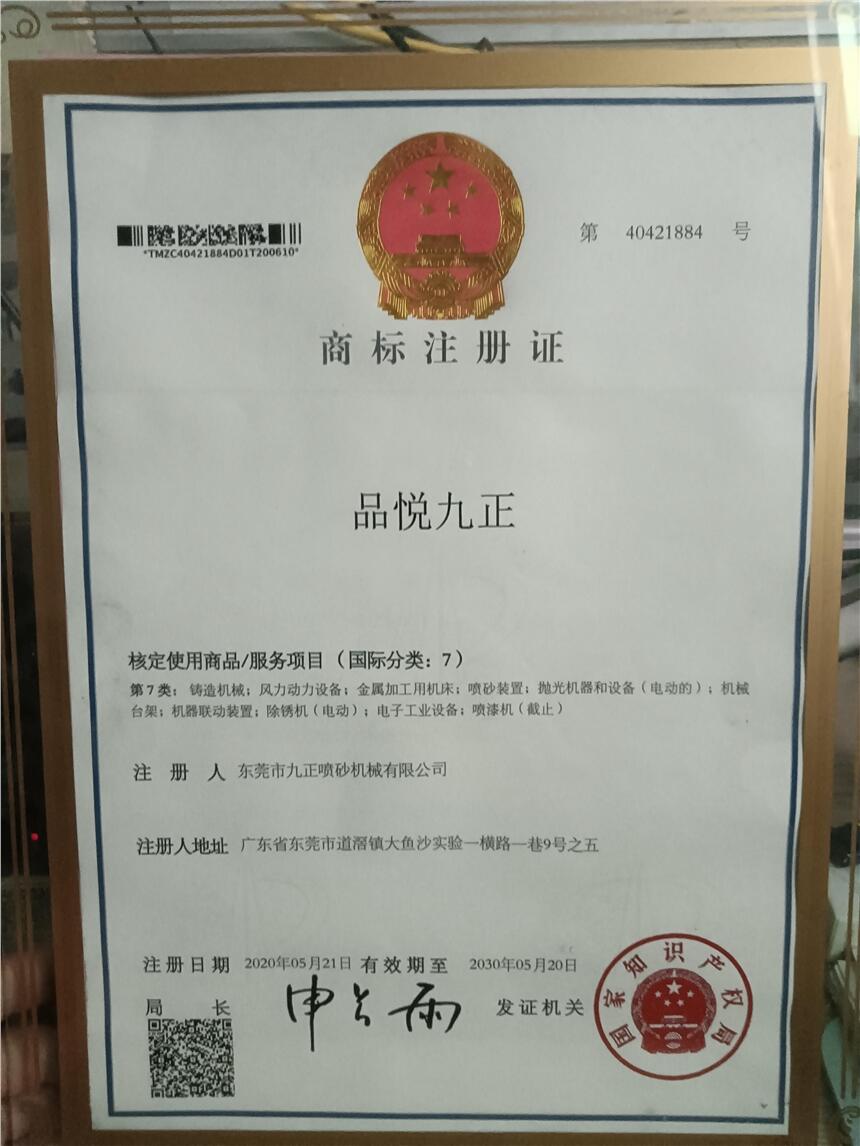 第 40421884 号
*TMZC40421884D01T200610*
商标注册证
品悦九正
核定使用商品/服务项目（国际分类：7）
第7类：铸造机械；风力动力设备；金属加工用机床；喷砂装置；抛光机器和设备（电动的）；机械
台架；机器联动装置；除锈机（电动）；电子工业设备；喷漆机（截止）
注册人 东莞市九正喷砂机械有限公司
注册人地址 广东省东莞市道滘镇大鱼沙实验一横路一巷9号之五
注册日期 2020年05月21日 有效期至 2030年05月20日
局长 申长雨 发证机关
国家知识产权局